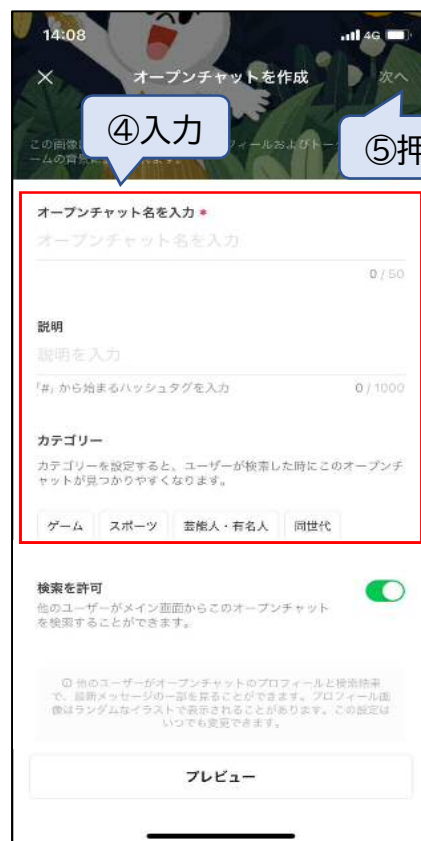 14:08
4G
オープンチャットを作成
次へ
④入力
⑤押
この画像
フィールおよびトー
ームの背景
オープンチャット名を入力 *
オープンチャット名を入力
0 / 50
説明
説明を入力
「#」から始まるハッシュタグを入力
0 / 1000
カテゴリー
カテゴリーを設定すると、ユーザーが検索した時にこのオープンチ
ャットが見つかりやすくなります。
ゲーム
スポーツ
芸能人・有名人
同世代
検索を許可
他のユーザーがメイン画面からこのオープンチャット
を検索することができます。
他のユーザーがオープンチャットのプロフィールと検索結果
で、最新メッセージの一部を見ることができます。プロフィール画
像はランダムなイラストで表示されることがあります。この設定は
いつでも変更できます。
プレビュー